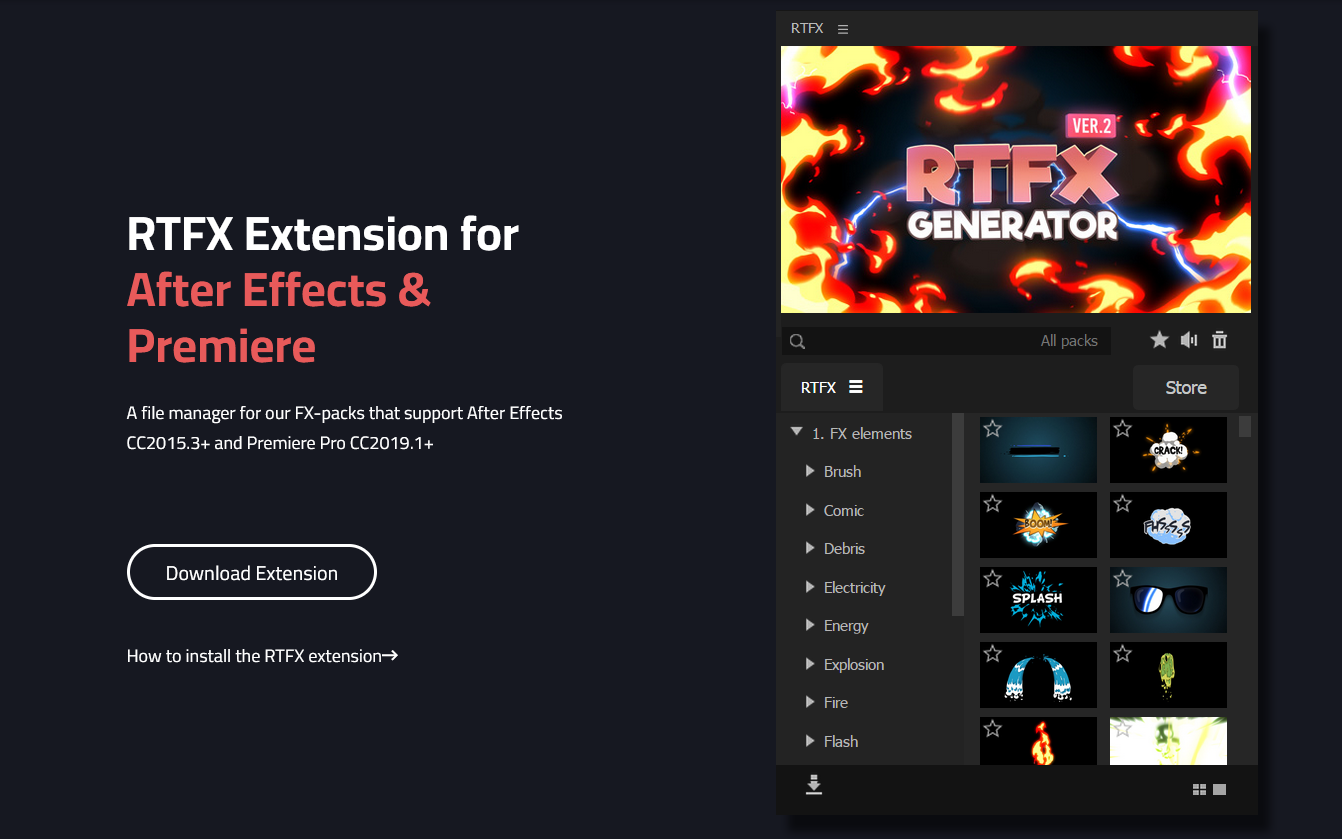 RTFX Extension for
After Effects &
Premiere
A file manager for our FX-packs that support After Effects
CC2015.3+ and Premiere Pro CC2019.1+
Download Extension
How to install the RTFX extension→
RTFX
VER.2
RTFX
GENERATOR
All packs
RTFX
Store
1. FX elements
Brush
Comic
Debris
Electricity
Energy
Explosion
Fire
Flash
CRACK!
BOOM!
FHSSSS
SPLASH